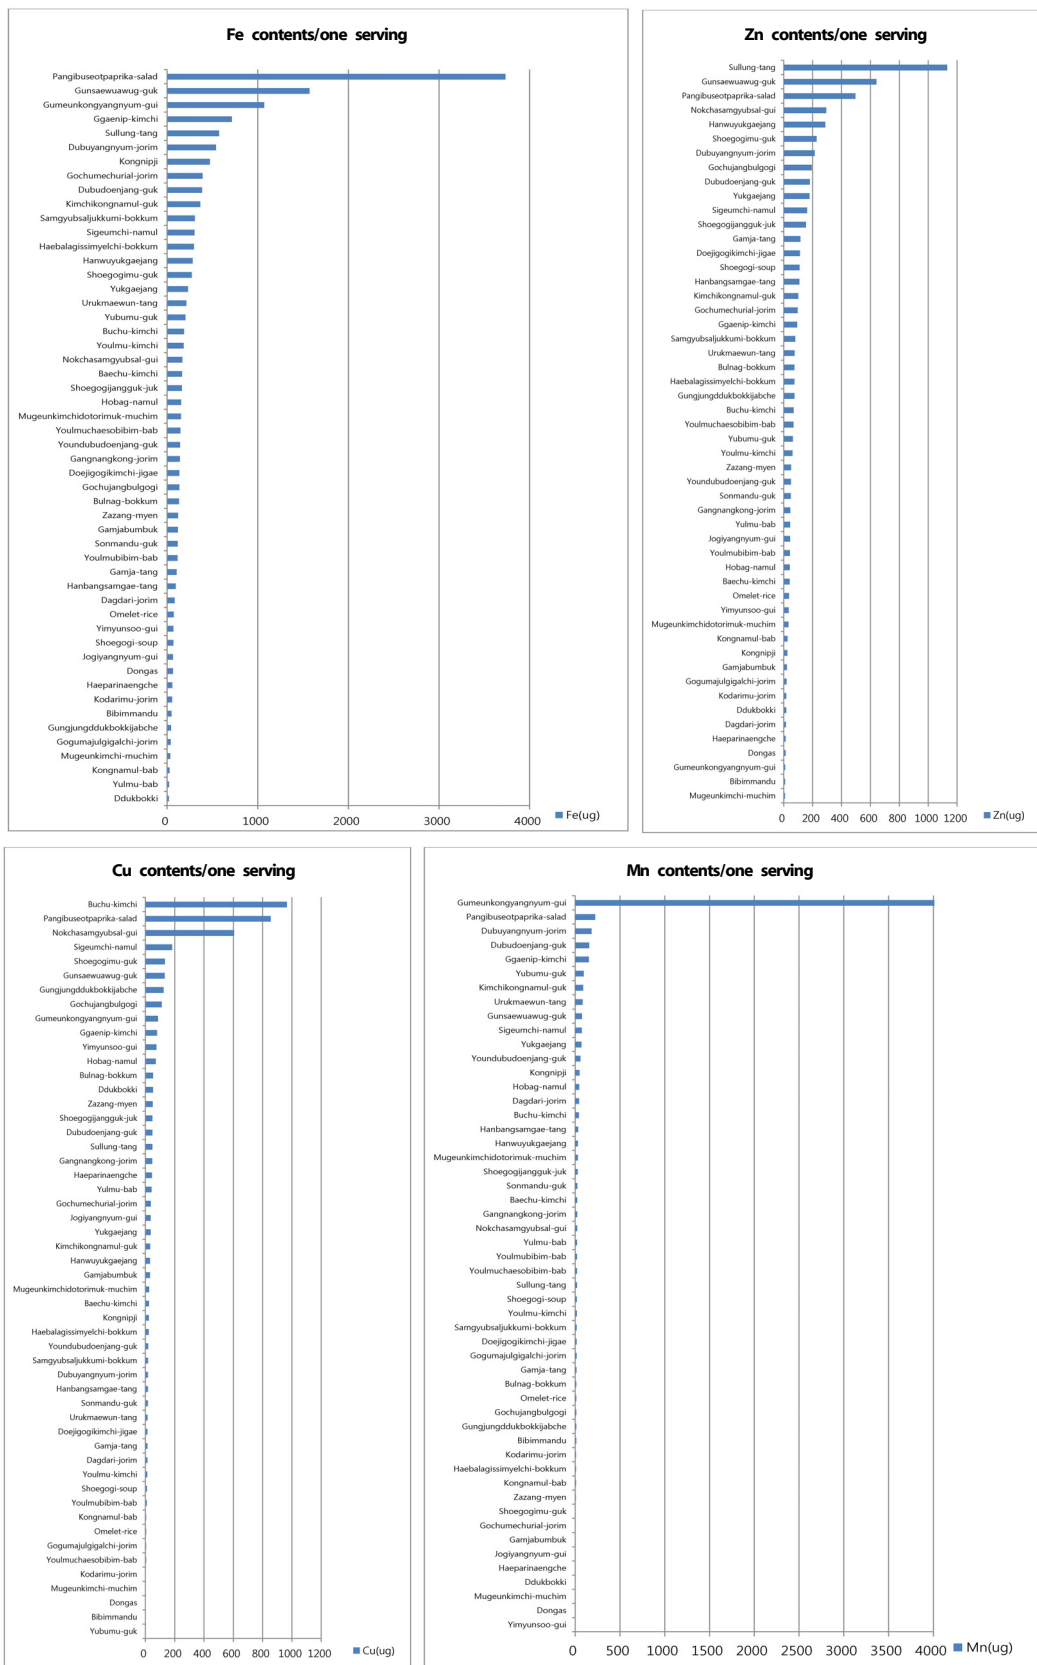 Fe contents/one serving
Pangibuseotpaprika-salad
Gunsaewuawug-guk
Gumeunkongyangnyum-gui
Ggaenip-kimchi
Sullung-tang
Dubuyangnyum-jorim
Kongnipji
Gochumechurial-jorim
Dubudoenjang-guk
Kimchikongnamul-guk
Samgyubsaljukkumi-bokkum
Sigeumchi-namul
Haebalagissimyelchi-bokkum
Hanwuyukgaejang
Shoegogimu-guk
Yukgaejang
Urukmaewun-tang
Yubumu-guk
Buchu-kimchi
Youlmu-kimchi
Nokchasamgyubsal-gui
Baechu-kimchi
Shoegogijangguk-juk
Hobag-namul
Mugeunkimchidotorimuk-muchim
Youlmuchaesobibim-bab
Youndubudoenjang-guk
Gangnangkong-jorim
Doejigogikimchi-jigae
Gochujangbulgogi
Bulnag-bokkum
Zazang-myen
Gamjabumbuk
Sonmandu-guk
Youlmubibim-bab
Gamja-tang
Hanbangsamgae-tang
Dagdari-jorim
Omelet-rice
Yimyunsoo-gui
Shoegogi-soup
Jogiyangnyum-gui
Dongas
Haeparinaengche
Kodarimu-jorim
Bibimmandu
Gungjungddukbokkijabche
Gogumajulgigalchi-jorim
Mugeunkimchi-muchim
Kongnamul-bab
Yulmu-bab
Ddukbokki
0 1000 2000 3000 4000
Fe(ug)
Zn contents/one serving
Sullung-tang
Gunsaewuawug-guk
Pangibuseotpaprika-salad
Nokchasamgyubsal-gui
Hanwuyukgaejang
Shoegogimu-guk
Dubuyangnyum-jorim
Gochujangbulgogi
Dubudoenjang-guk
Yukgaejang
Sigeumchi-namul
Shoegogijangguk-juk
Gamja-tang
Doejigogikimchi-jigae
Shoegogi-soup
Hanbangsamgae-tang
Kimchikongnamul-guk
Gochumechurial-jorim
Ggaenip-kimchi
Samgyubsaljukkumi-bokkum
Urukmaewun-tang
Bulnag-bokkum
Haebalagissimyelchi-bokkum
Gungjungddukbokkijabche
Buchu-kimchi
Youlmuchaesobibim-bab
Yubumu-guk
Youlmu-kimchi
Zazang-myen
Youndubudoenjang-guk
Sonmandu-guk
Gangnangkong-jorim
Yulmu-bab
Jogiyangnyum-gui
Youlmubibim-bab
Hobag-namul
Baechu-kimchi
Omelet-rice
Yimyunsoo-gui
Mugeunkimchidotorimuk-muchim
Kongnamul-bab
Kongnipji
Gamjabumbuk
Gogumajulgigalchi-jorim
Kodarimu-jorim
Ddukbokki
Dagdari-jorim
Haeparinaengche
Dongas
Gumeunkongyangnyum-gui
Bibimmandu
Mugeunkimchi-muchim
0 200 400 600 800 1000 1200
Zn(ug)
Cu contents/one serving
Buchu-kimchi
Pangibuseotpaprika-salad
Nokchasamgyubsal-gui
Sigeumchi-namul
Shoegogimu-guk
Gunsaewuawug-guk
Gungjungddukbokkijabche
Gochujangbulgogi
Gumeunkongyangnyum-gui
Ggaenip-kimchi
Yimyunsoo-gui
Hobag-namul
Bulnag-bokkum
Ddukbokki
Zazang-myen
Shoegogijangguk-juk
Dubudoenjang-guk
Sullung-tang
Gangnangkong-jorim
Haeparinaengche
Yulmu-bab
Gochumechurial-jorim
Jogiyangnyum-gui
Yukgaejang
Kimchikongnamul-guk
Hanwuyukgaejang
Gamjabumbuk
Mugeunkimchidotorimuk-muchim
Baechu-kimchi
Kongnipji
Haebalagissimyelchi-bokkum
Youndubudoenjang-guk
Samgyubsaljukkumi-bokkum
Dubuyangnyum-jorim
Hanbangsamgae-tang
Sonmandu-guk
Urukmaewun-tang
Doejigogikimchi-jigae
Gamja-tang
Dagdari-jorim
Youlmu-kimchi
Shoegogi-soup
Youlmubibim-bab
Kongnamul-bab
Omelet-rice
Gogumajulgigalchi-jorim
Youlmuchaesobibim-bab
Kodarimu-jorim
Mugeunkimchi-muchim
Dongas
Bibimmandu
Yubumu-guk
0 200 400 600 800 1000 1200
Cu(ug)
Mn contents/one serving
Gumeunkongyangnyum-gui
Pangibuseotpaprika-salad
Dubuyangnyum-jorim
Dubudoenjang-guk
Ggaenip-kimchi
Yubumu-guk
Kimchikongnamul-guk
Urukmaewun-tang
Gunsaewuawug-guk
Sigeumchi-namul
Yukgaejang
Youndubudoenjang-guk
Kongnipji
Hobag-namul
Dagdari-jorim
Buchu-kimchi
Hanbangsamgae-tang
Hanwuyukgaejang
Mugeunkimchidotorimuk-muchim
Shoegogijangguk-juk
Sonmandu-guk
Baechu-kimchi
Gangnangkong-jorim
Nokchasamgyubsal-gui
Yulmu-bab
Youlmubibim-bab
Youlmuchaesobibim-bab
Sullung-tang
Shoegogi-soup
Youlmu-kimchi
Samgyubsaljukkumi-bokkum
Doejigogikimchi-jigae
Gogumajulgigalchi-jorim
Gamja-tang
Bulnag-bokkum
Omelet-rice
Gochujangbulgogi
Gungjungddukbokkijabche
Bibimmandu
Kodarimu-jorim
Haebalagissimyelchi-bokkum
Kongnamul-bab
Zazang-myen
Shoegogimu-guk
Gochumechurial-jorim
Gamjabumbuk
Jogiyangnyum-gui
Haeparinaengche
Ddukbokki
Mugeunkimchi-muchim
Dongas
Yimyunsoo-gui
0 500 1000 1500 2000 2500 3000 3500 4000
Mn(ug)